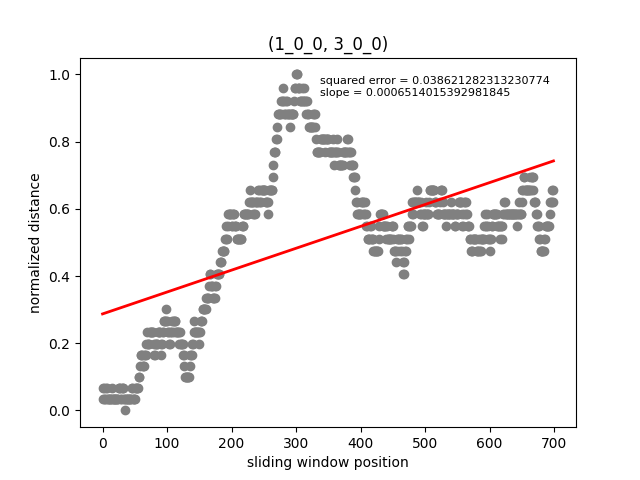 (1_0_0, 3_0_0)
squared error = 0.038621282313230774
slope = 0.0006514015392981845
normalized distance
1.0
0.8
0.6
0.4
0.2
0.0
0 100 200 300 400 500 600 700
sliding window position